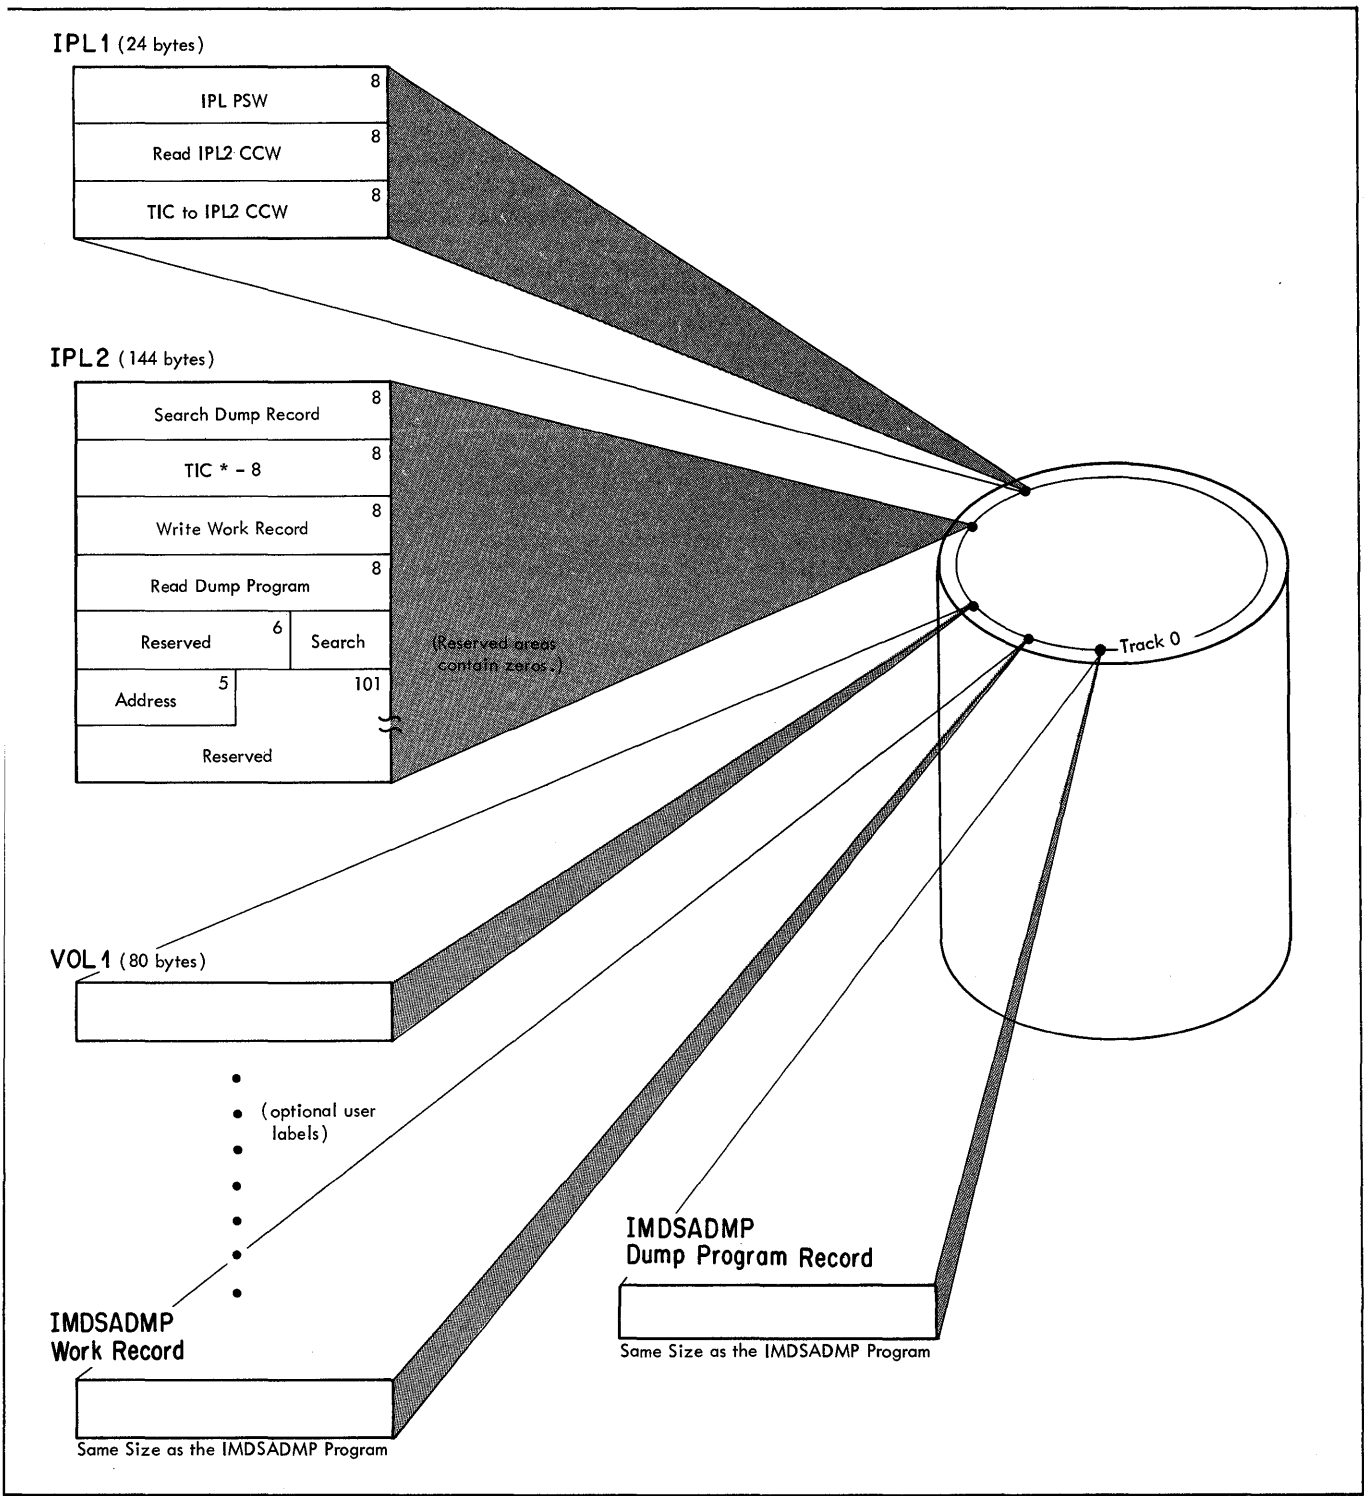 IPL1 (24 bytes)
8
IPL PSW
8
Read IPL2 CCW
8
TIC to IPL2 CCW
IPL2 (144 bytes)
8
Search Dump Record
8
TIC * - 8
8
Write Work Record
8
Read Dump Program
6
Reserved
Search
(Reserved areas
contain zeros.)
5
101
Address
Reserved
Track 0
VOL1 (80 bytes)
(optional user
labels)
IMDSADMP
Dump Program Record
Same Size as the IMDSADMP Program
IMDSADMP
Work Record
Same Size as the IMDSADMP Program